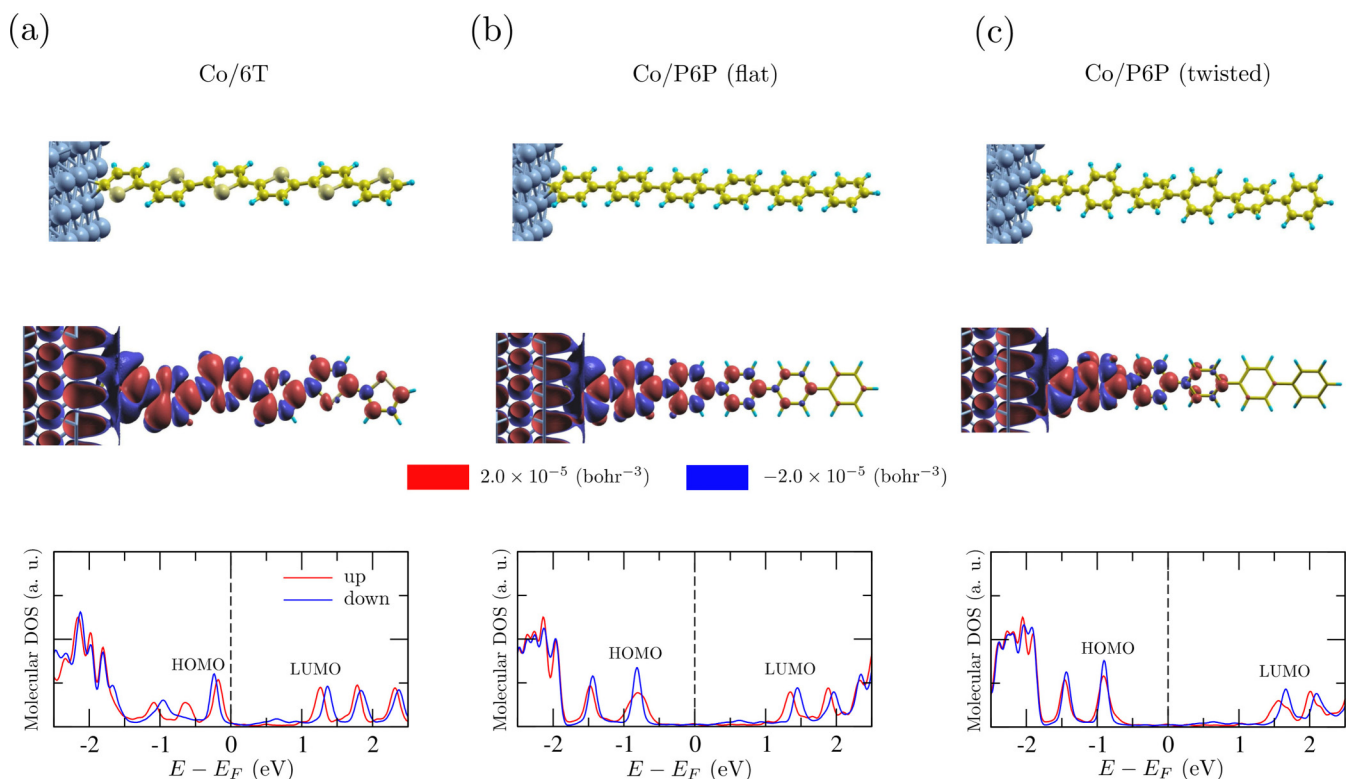 (a)
Co/6T
(b)
Co/P6P (flat)
(c)
Co/P6P (twisted)
2.0 × 10⁻⁵ (bohr⁻³)
−2.0 × 10⁻⁵ (bohr⁻³)
Molecular DOS (a. u.)
up
down
HOMO
LUMO
-2 -1 0 1 2
E − E_F (eV)
Molecular DOS (a. u.)
HOMO
LUMO
-2 -1 0 1 2
E − E_F (eV)
Molecular DOS (a. u.)
HOMO
LUMO
-2 -1 0 1 2
E − E_F (eV)